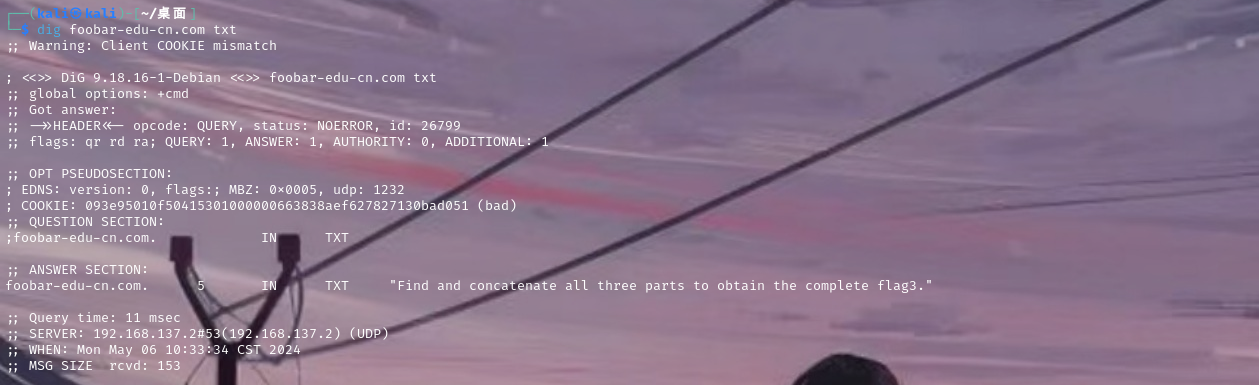 ┌──(kali㉿kali)-[~/桌面]
└─$ dig foobar-edu-cn.com txt
;; Warning: Client COOKIE mismatch
; <<>> DiG 9.18.16-1-Debian <<>> foobar-edu-cn.com txt
;; global options: +cmd
;; Got answer:
;; ->>HEADER<<- opcode: QUERY, status: NOERROR, id: 26799
;; flags: qr rd ra; QUERY: 1, ANSWER: 1, AUTHORITY: 0, ADDITIONAL: 1
;; OPT PSEUDOSECTION:
; EDNS: version: 0, flags:; MBZ: 0x0005, udp: 1232
; COOKIE: 093e95010f50415301000000663838aef627827130bad051 (bad)
;; QUESTION SECTION:
;foobar-edu-cn.com. IN TXT
;; ANSWER SECTION:
foobar-edu-cn.com. 5 IN TXT "Find and concatenate all three parts to obtain the complete flag3."
;; Query time: 11 msec
;; SERVER: 192.168.137.2#53(192.168.137.2) (UDP)
;; WHEN: Mon May 06 10:33:34 CST 2024
;; MSG SIZE rcvd: 153